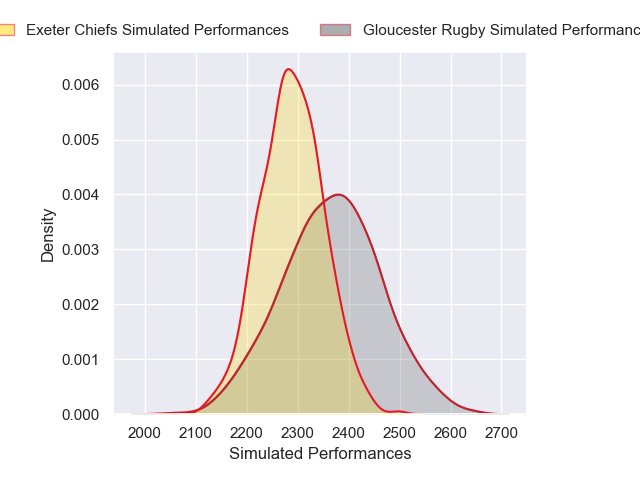 Exeter Chiefs Simulated Performances
Gloucester Rugby Simulated Performanc
0.006
0.005
0.004
0.003
0.002
0.001
0.000
Density
2000 2100 2200 2300 2400 2500 2600 2700
Simulated Performances